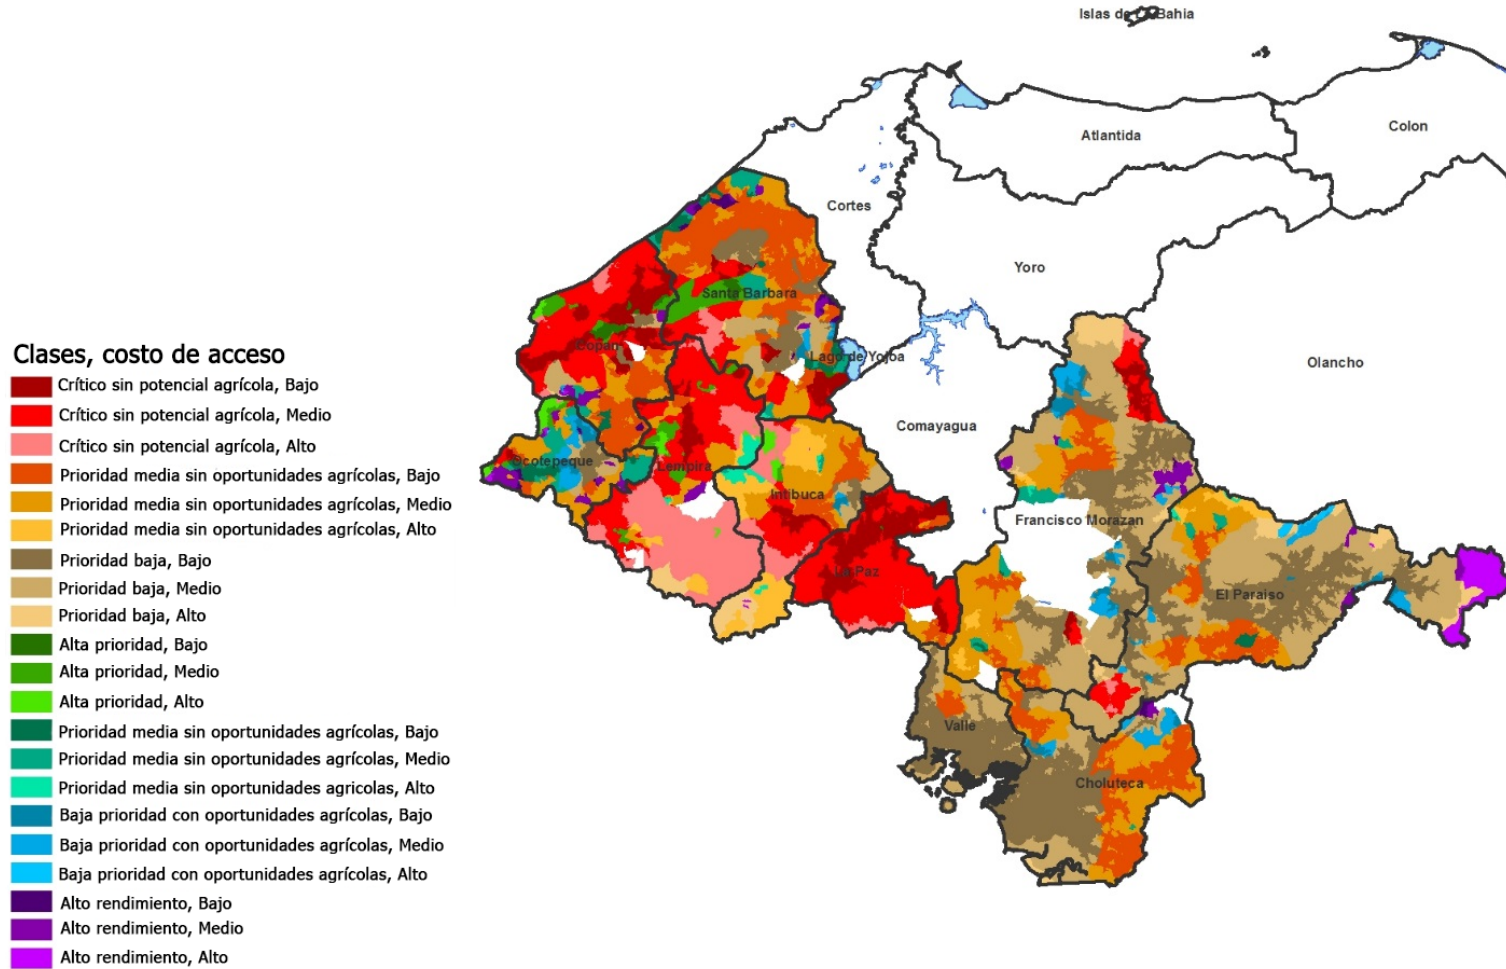 Clases, costo de acceso
Crítico sin potencial agrícola, Bajo
Crítico sin potencial agrícola, Medio
Crítico sin potencial agrícola, Alto
Prioridad media sin oportunidades agrícolas, Bajo
Prioridad media sin oportunidades agrícolas, Medio
Prioridad media sin oportunidades agrícolas, Alto
Prioridad baja, Bajo
Prioridad baja, Medio
Prioridad baja, Alto
Alta prioridad, Bajo
Alta prioridad, Medio
Alta prioridad, Alto
Prioridad media sin oportunidades agrícolas, Bajo
Prioridad media sin oportunidades agrícolas, Medio
Prioridad media sin oportunidades agricolas, Alto
Baja prioridad con oportunidades agrícolas, Bajo
Baja prioridad con oportunidades agrícolas, Medio
Baja prioridad con oportunidades agrícolas, Alto
Alto rendimiento, Bajo
Alto rendimiento, Medio
Alto rendimiento, Alto
Islas de La Bahia
Atlantida
Colon
Cortes
Yoro
Santa Barbara
Copan
Lago de Yojoa
Olancho
Comayagua
Ocotepeque
Lempira
Intibuca
Francisco Morazan
La Paz
El Paraiso
Valle
Choluteca